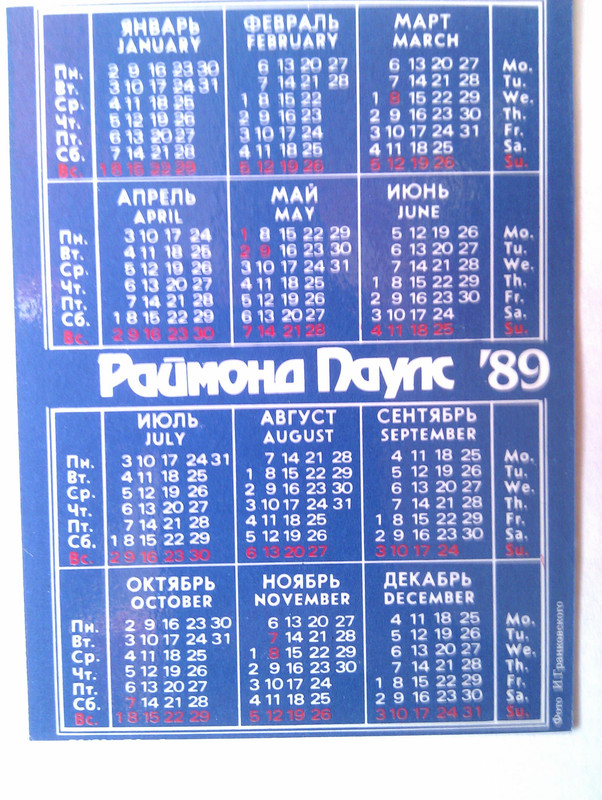 ЯНВАРЬ ФЕВРАЛЬ МАРТ
JANUARY FEBRUARY MARCH
Пн. 2 9 16 23 30 6 13 20 27 6 13 20 27 Mo.
Вт. 3 10 17 24 31 7 14 21 28 7 14 21 28 Tu.
Ср. 4 11 18 25 1 8 15 22 1 8 15 22 29 We.
Чт. 5 12 19 26 2 9 16 23 2 9 16 23 30 Th.
Пт. 6 13 20 27 3 10 17 24 3 10 17 24 31 Fr.
Сб. 7 14 21 28 4 11 18 25 4 11 18 25 Sa.
Вс. 1 8 15 22 29 5 12 19 26 5 12 19 26 Su.
АПРЕЛЬ МАЙ ИЮНЬ
APRIL MAY JUNE
Пн. 3 10 17 24 1 8 15 22 29 5 12 19 26 Mo.
Вт. 4 11 18 25 2 9 16 23 30 6 13 20 27 Tu.
Ср. 5 12 19 26 3 10 17 24 31 7 14 21 28 We.
Чт. 6 13 20 27 4 11 18 25 1 8 15 22 29 Th.
Пт. 7 14 21 28 5 12 19 26 2 9 16 23 30 Fr.
Сб. 1 8 15 22 29 6 13 20 27 3 10 17 24 Sa.
Вс. 2 9 16 23 30 7 14 21 28 4 11 18 25 Su.
Раймонд Паулс '89
ИЮЛЬ АВГУСТ СЕНТЯБРЬ
JULY AUGUST SEPTEMBER
Пн. 3 10 17 24 31 7 14 21 28 4 11 18 25 Mo.
Вт. 4 11 18 25 1 8 15 22 29 5 12 19 26 Tu.
Ср. 5 12 19 26 2 9 16 23 30 6 13 20 27 We.
Чт. 6 13 20 27 3 10 17 24 31 7 14 21 28 Th.
Пт. 7 14 21 28 4 11 18 25 1 8 15 22 29 Fr.
Сб. 1 8 15 22 29 5 12 19 26 2 9 16 23 30 Sa.
Вс. 2 9 16 23 30 6 13 20 27 3 10 17 24 Su.
ОКТЯБРЬ НОЯБРЬ ДЕКАБРЬ
OCTOBER NOVEMBER DECEMBER
Пн. 2 9 16 23 30 6 13 20 27 4 11 18 25 Mo.
Вт. 3 10 17 24 31 7 14 21 28 5 12 19 26 Tu.
Ср. 4 11 18 25 1 8 15 22 29 6 13 20 27 We.
Чт. 5 12 19 26 2 9 16 23 30 7 14 21 28 Th.
Пт. 6 13 20 27 3 10 17 24 1 8 15 22 29 Fr.
Сб. 7 14 21 28 4 11 18 25 2 9 16 23 30 Sa.
Вс. 1 8 15 22 29 5 12 19 26 3 10 17 24 31 Su.
Фото И.Гранковского